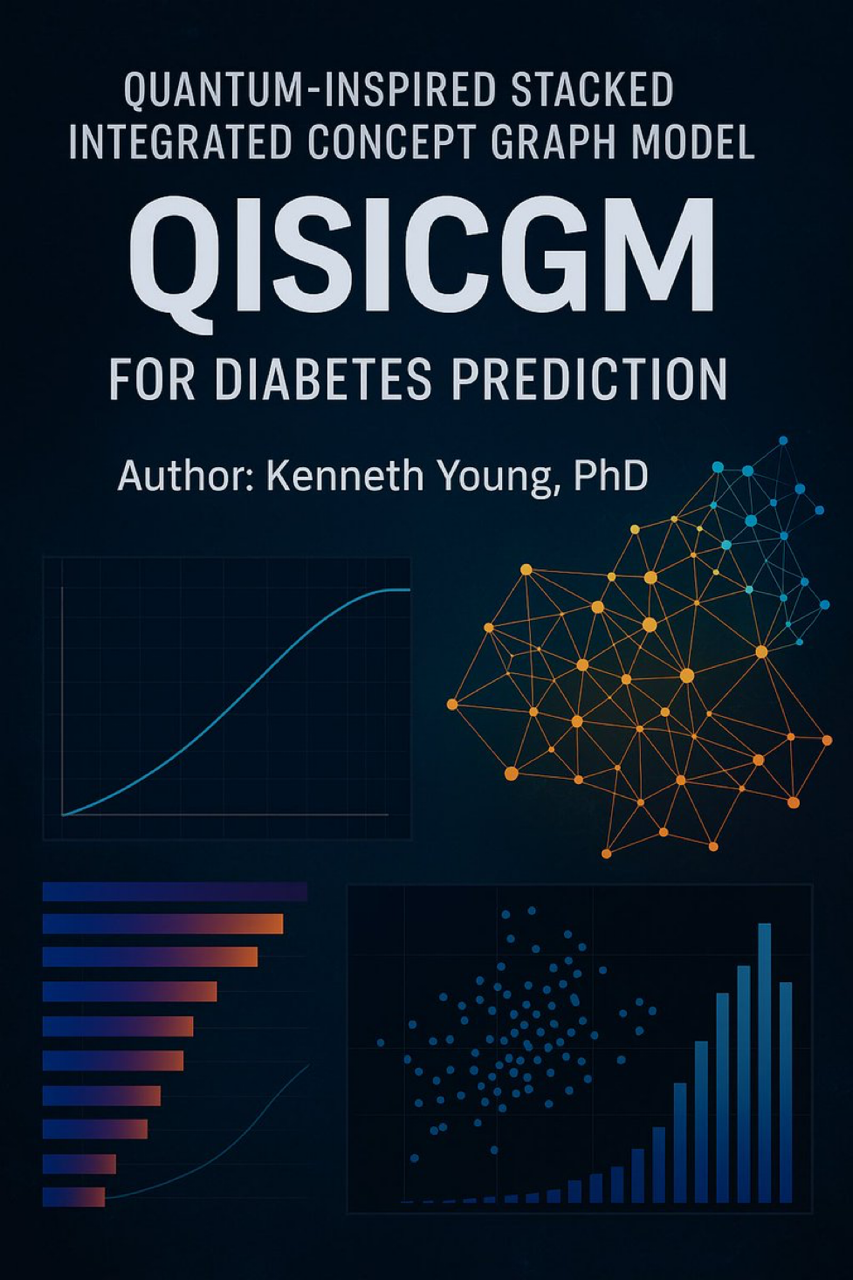 QUANTUM-INSPIRED STACKED
INTEGRATED CONCEPT GRAPH MODEL
QISICGM
FOR DIABETES PREDICTION
Author: Kenneth Young, PhD